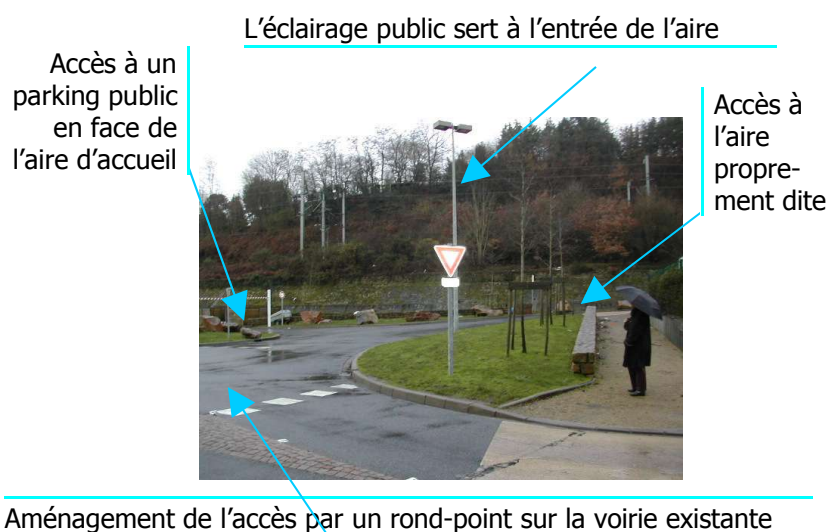 L’éclairage public sert à l’entrée de l’aire
Accès à un
parking public
en face de
l’aire d’accueil
Accès à
l’aire
propre-
ment dite
Aménagement de l’accès par un rond-point sur la voirie existante